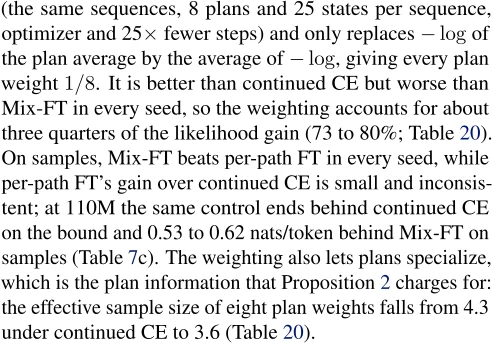 (the same sequences, 8 plans and 25 states per sequence,
optimizer and 25× fewer steps) and only replaces − log of
the plan average by the average of − log, giving every plan
weight 1/8. It is better than continued CE but worse than
Mix-FT in every seed, so the weighting accounts for about
three quarters of the likelihood gain (73 to 80%; Table 20).
On samples, Mix-FT beats per-path FT in every seed, while
per-path FT's gain over continued CE is small and inconsis-
tent; at 110M the same control ends behind continued CE
on the bound and 0.53 to 0.62 nats/token behind Mix-FT on
samples (Table 7c). The weighting also lets plans specialize,
which is the plan information that Proposition 2 charges for:
the effective sample size of eight plan weights falls from 4.3
under continued CE to 3.6 (Table 20).